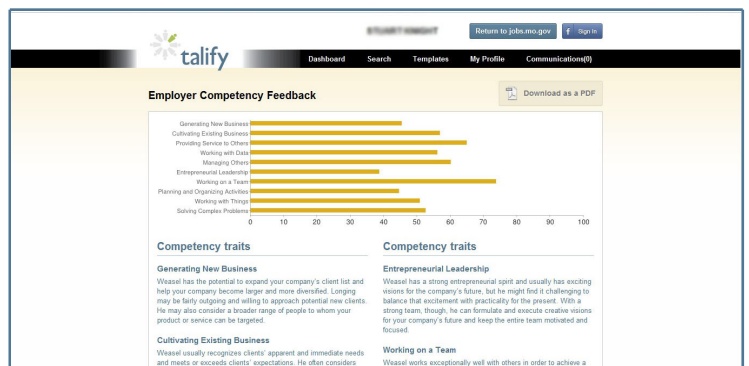 Return to jobs.mo.gov
f Sign In
talify
Dashboard Search Templates My Profile Communications(0)
Employer Competency Feedback
Download as a PDF
Generating New Business
Cultivating Existing Business
Providing Service to Others
Working with Date
Managing Others
Entrepreneurial Leadership
Working on a Team
Planning and Organizing Activities
Working with Things
Solving Complex Problems
0 10 20 30 40 50 60 70 80 90 100
Competency traits
Generating New Business
Weasel has the potential to expand your company's client list and
help your company become larger and more diversified. Longing
may be fairly outgoing and willing to approach potential new clients.
He may also consider a broader range of people to whom your
product or service can be targeted.
Cultivating Existing Business
Weasel usually recognizes clients' apparent and immediate needs
and meets or exceeds clients' expectations. He often considers
Competency traits
Entrepreneurial Leadership
Weasel has a strong entrepreneurial spirit and usually has exciting
visions for the company's future, but he might find it challenging to
balance that excitement with practicality for the present. With a
strong team, though, he can formulate and execute creative visions
for your company's future and keep the entire team motivated and
focused.
Working on a Team
Weasel works exceptionally well with others in order to achieve a